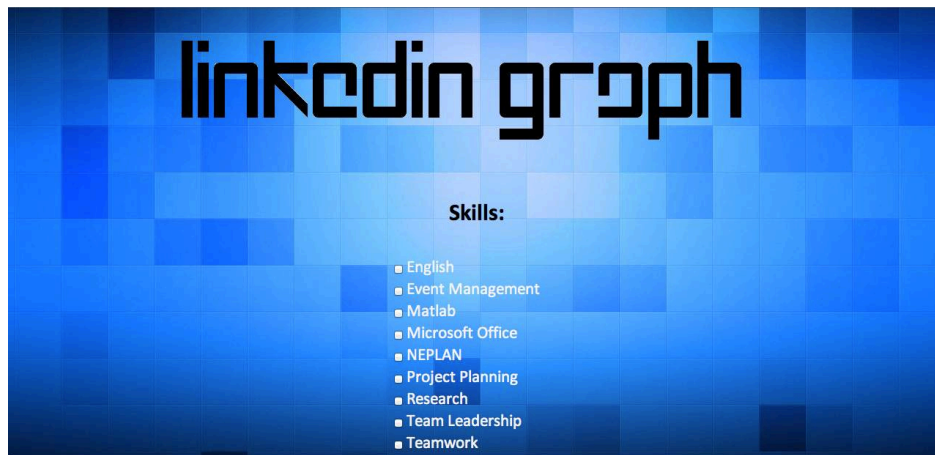 linkedin graph
Skills:
English
Event Management
Matlab
Microsoft Office
NEPLAN
Project Planning
Research
Team Leadership
Teamwork